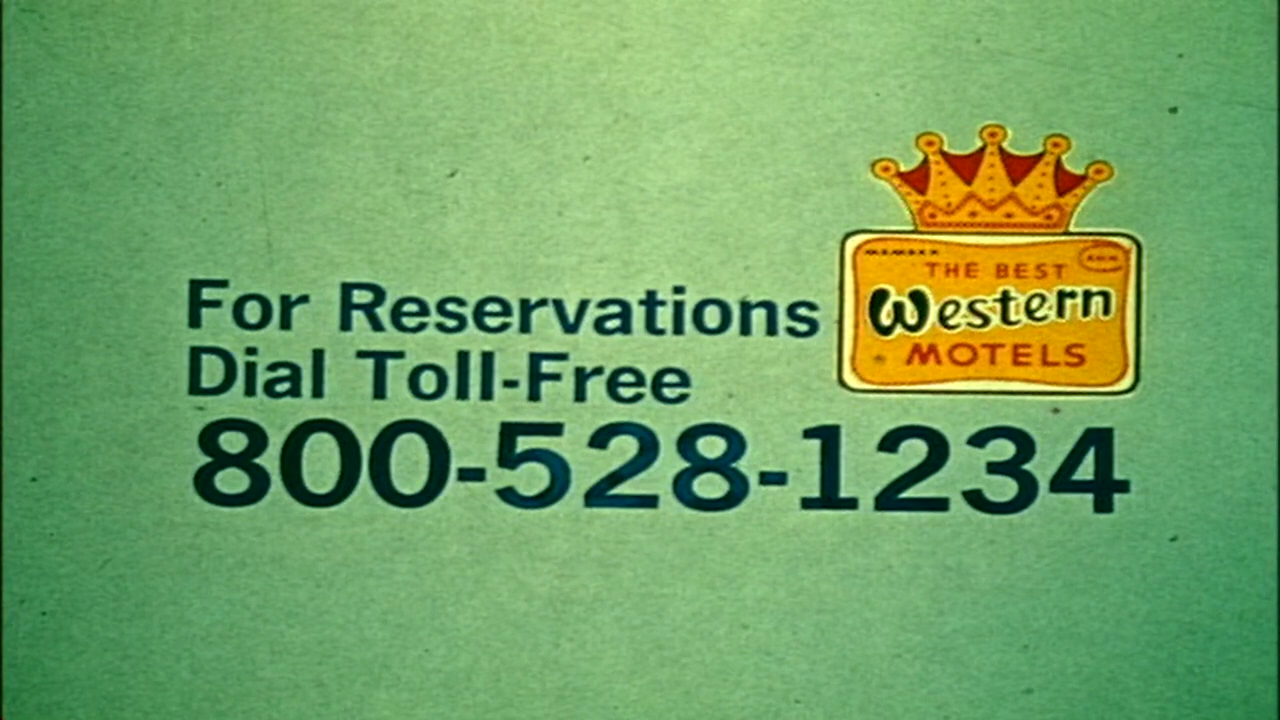 For Reservations
Dial Toll-Free
800-528-1234
THE BEST
Western
MOTELS